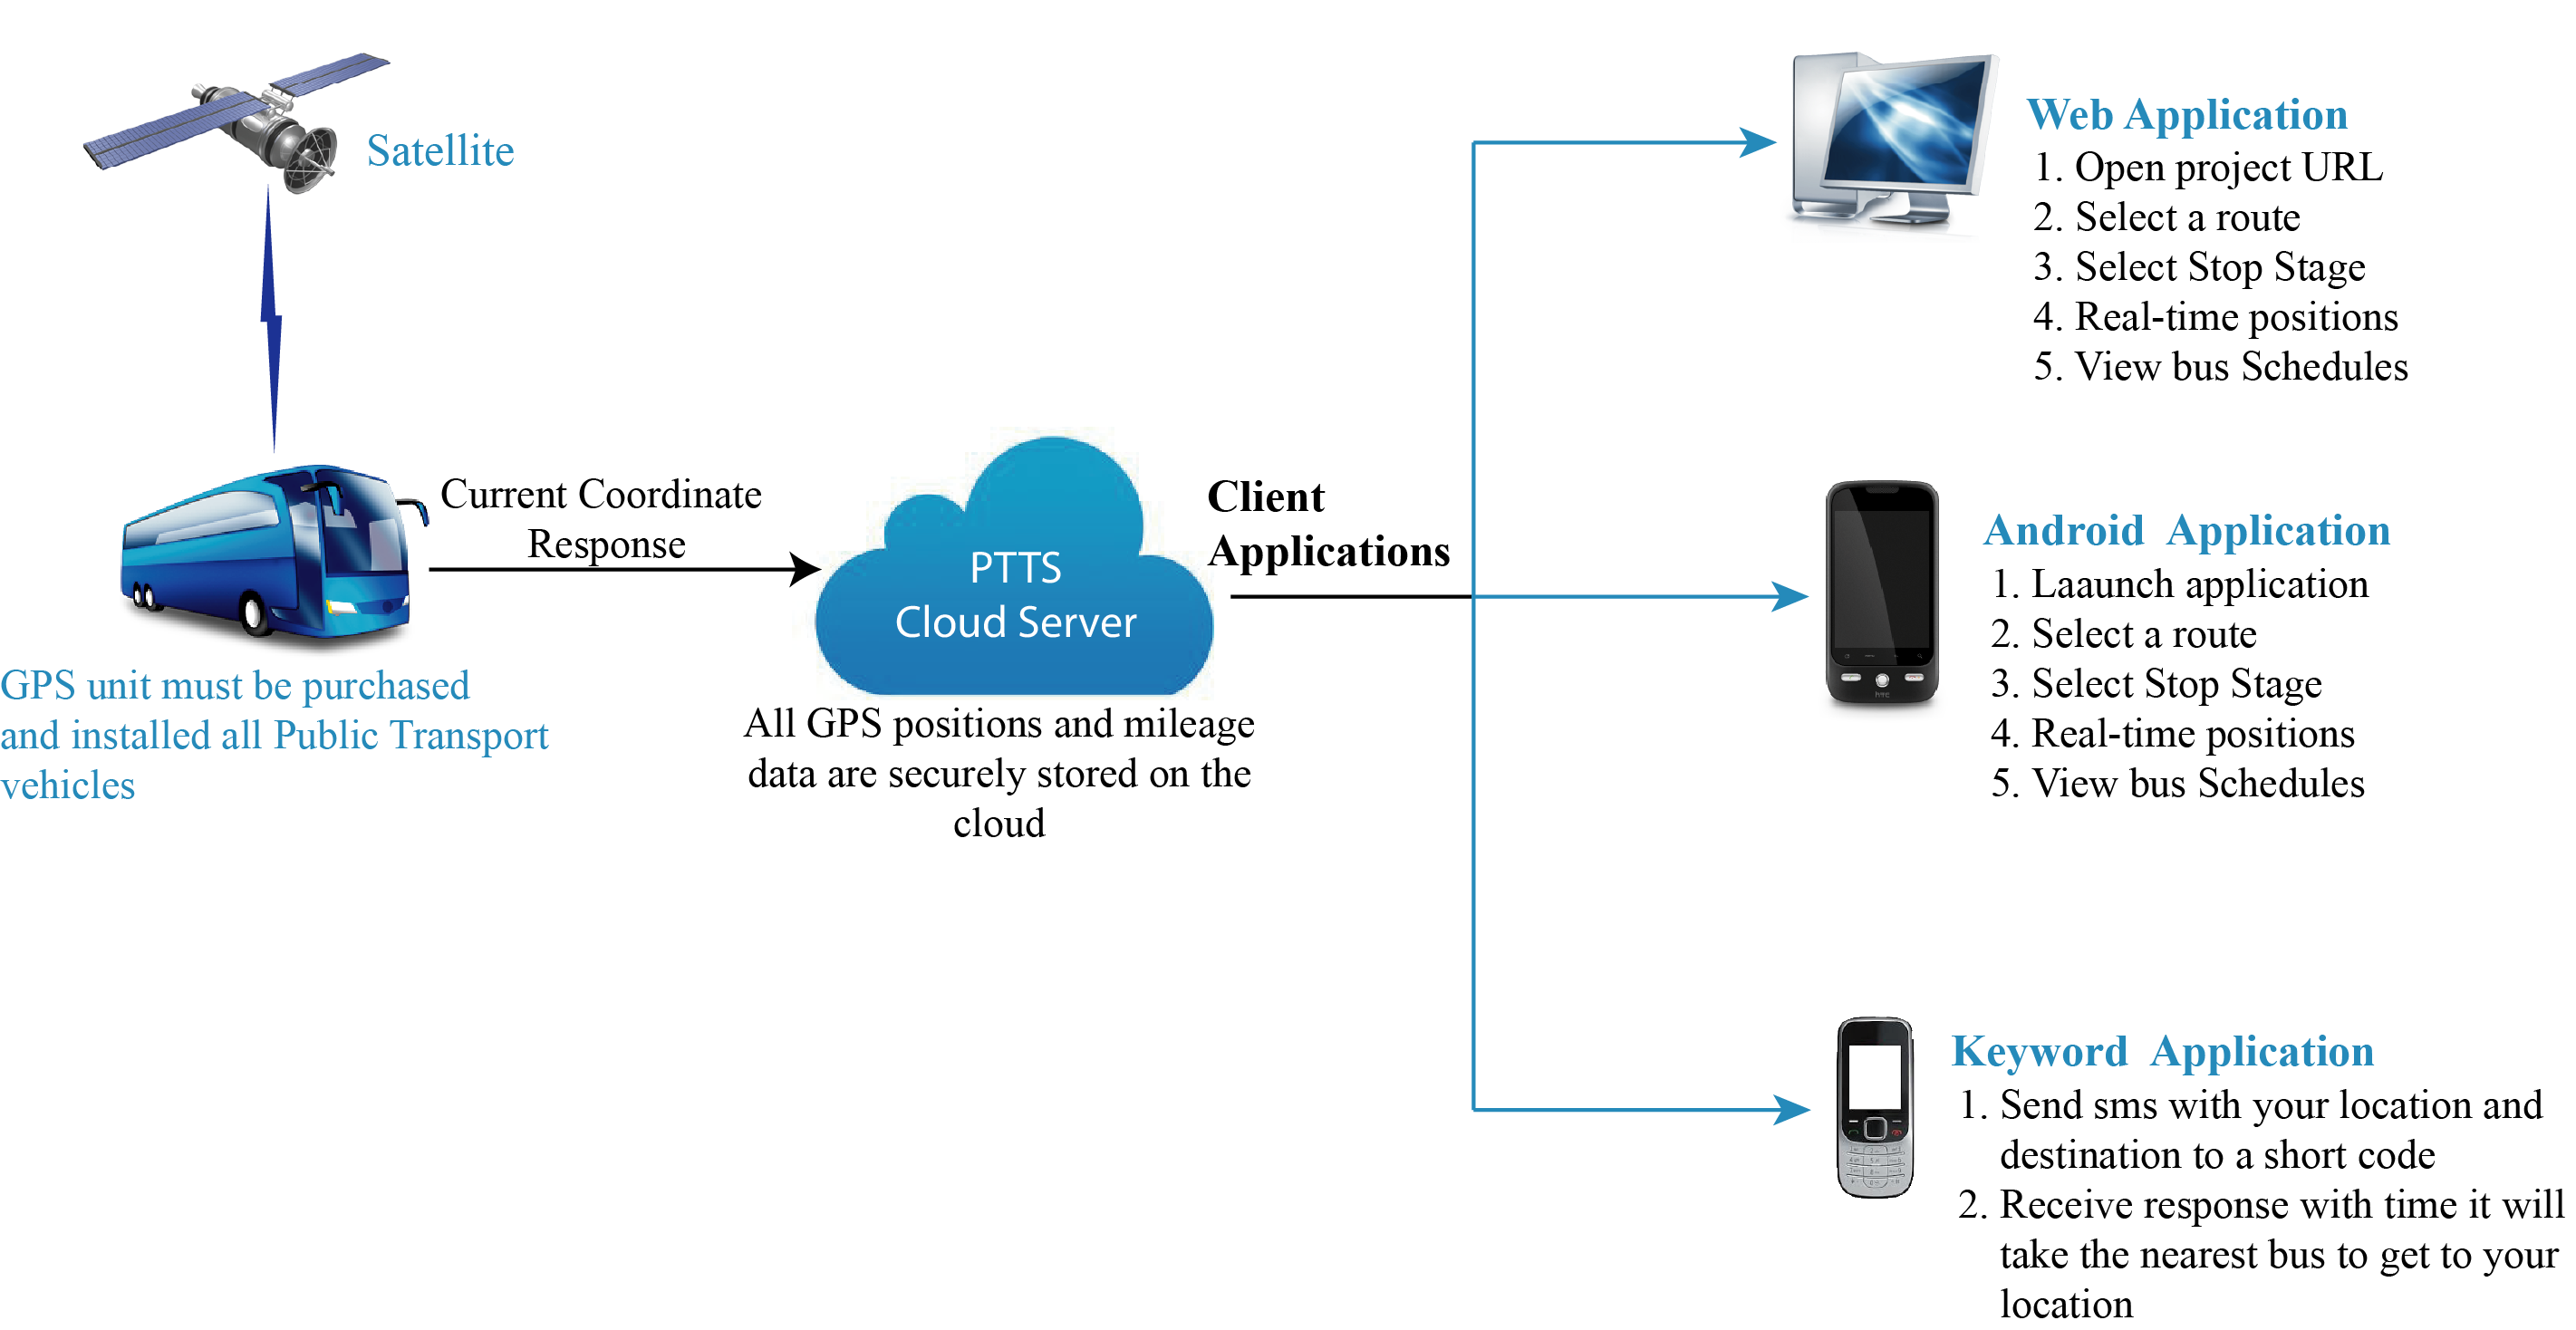 Satellite
Current Coordinate
Response
GPS unit must be purchased
and installed all Public Transport
vehicles
PTTS
Cloud Server
All GPS positions and mileage
data are securely stored on the
cloud
Client
Applications
Web Application
1. Open project URL
2. Select a route
3. Select Stop Stage
4. Real-time positions
5. View bus Schedules
Android Application
1. Laaunch application
2. Select a route
3. Select Stop Stage
4. Real-time positions
5. View bus Schedules
htc
Keyword Application
1. Send sms with your location and
destination to a short code
2. Receive response with time it will
take the nearest bus to get to your
location